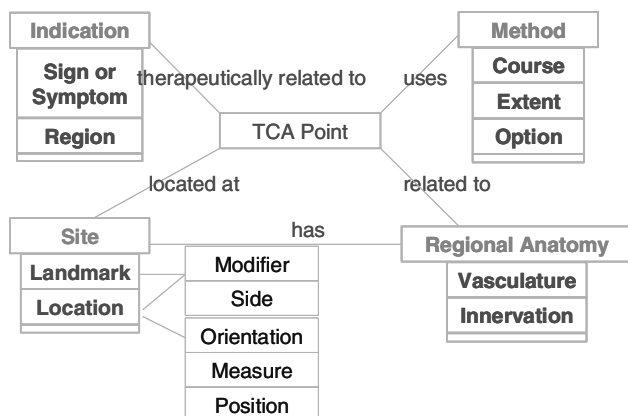 Indication
Sign or
Symptom
Region
therapeutically related to
uses
Method
Course
Extent
Option
TCA Point
located at
related to
Site
Landmark
Location
has
Modifier
Side
Orientation
Measure
Position
Regional Anatomy
Vasculature
Innervation